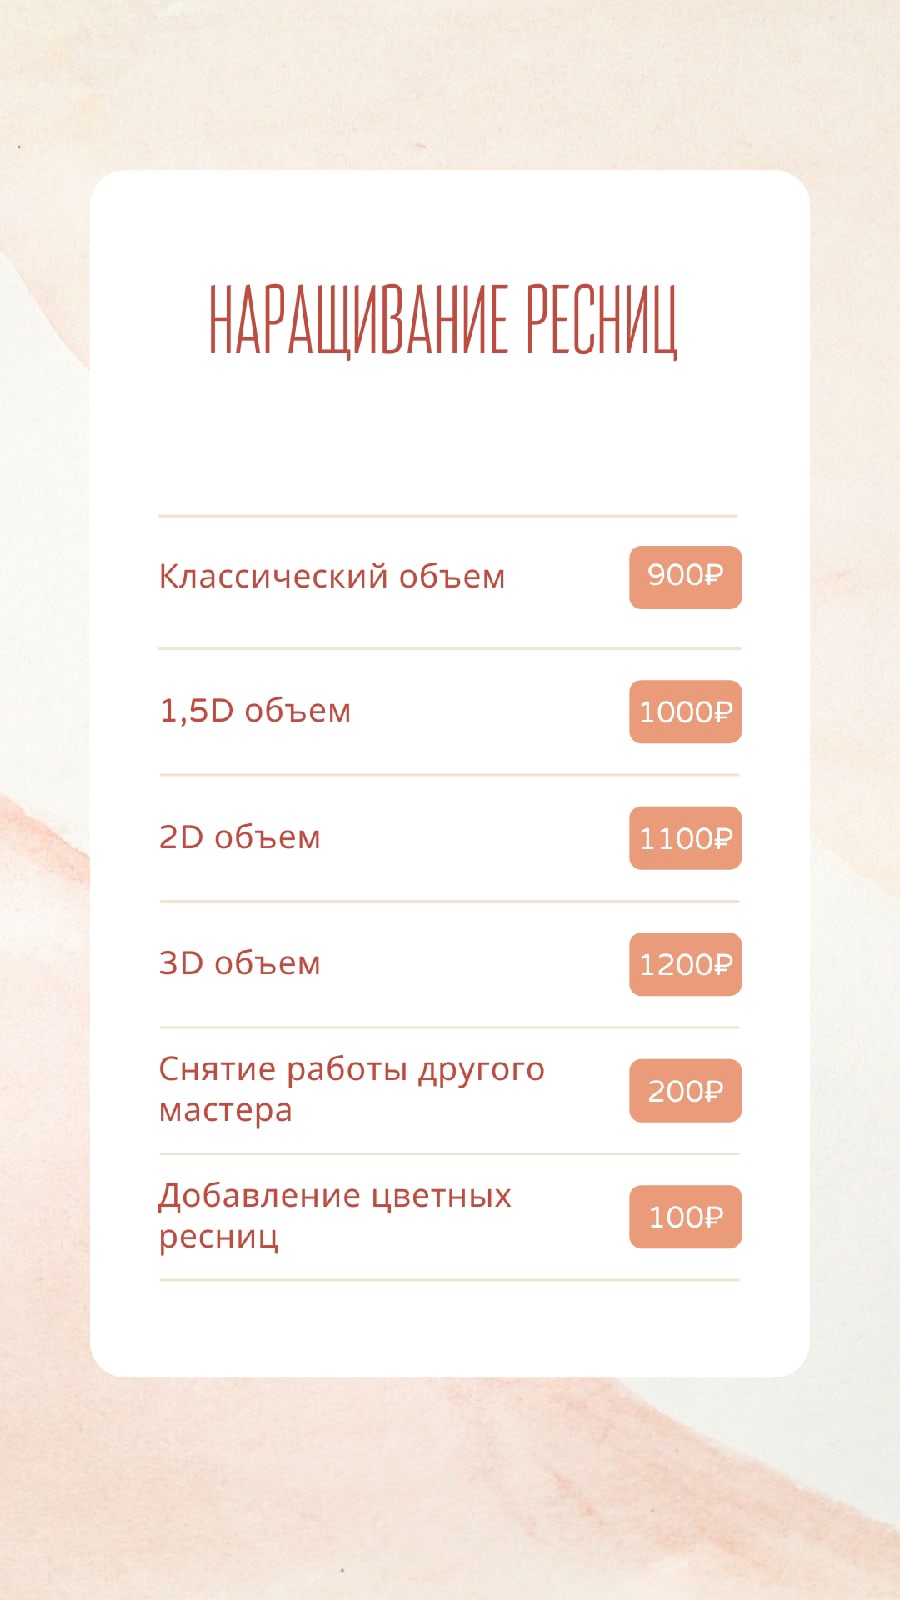 НАРАЩИВАНИЕ РЕСНИЦ
Классический объем 900₽
1,5D объем 1000₽
2D объем 1100₽
3D объем 1200₽
Снятие работы другого
мастера 200₽
Добавление цветных
ресниц 100₽